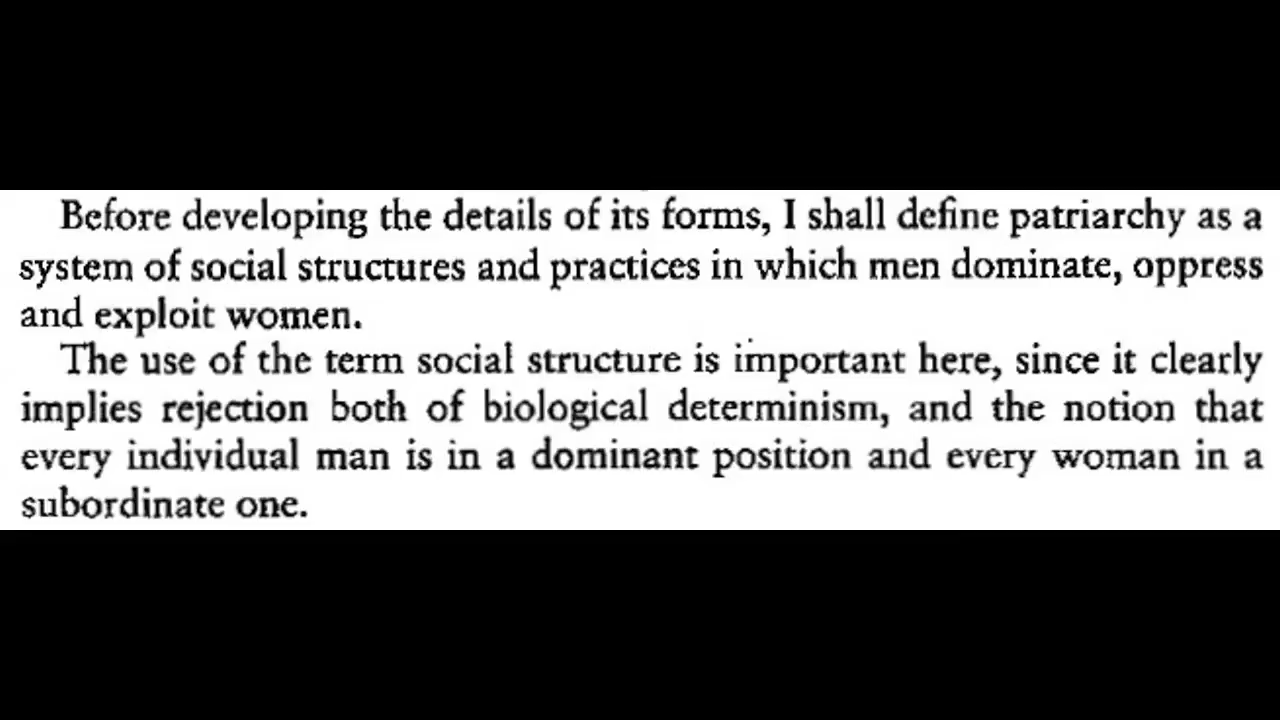 Before developing the details of its forms, I shall define patriarchy as a
system of social structures and practices in which men dominate, oppress
and exploit women.
The use of the term social structure is important here, since it clearly
implies rejection both of biological determinism, and the notion that
every individual man is in a dominant position and every woman in a
subordinate one.